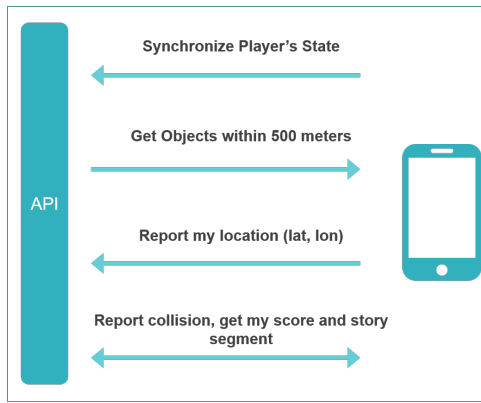 Synchronize Player's State
Get Objects within 500 meters
API
Report my location (lat, lon)
Report collision, get my score and story
segment